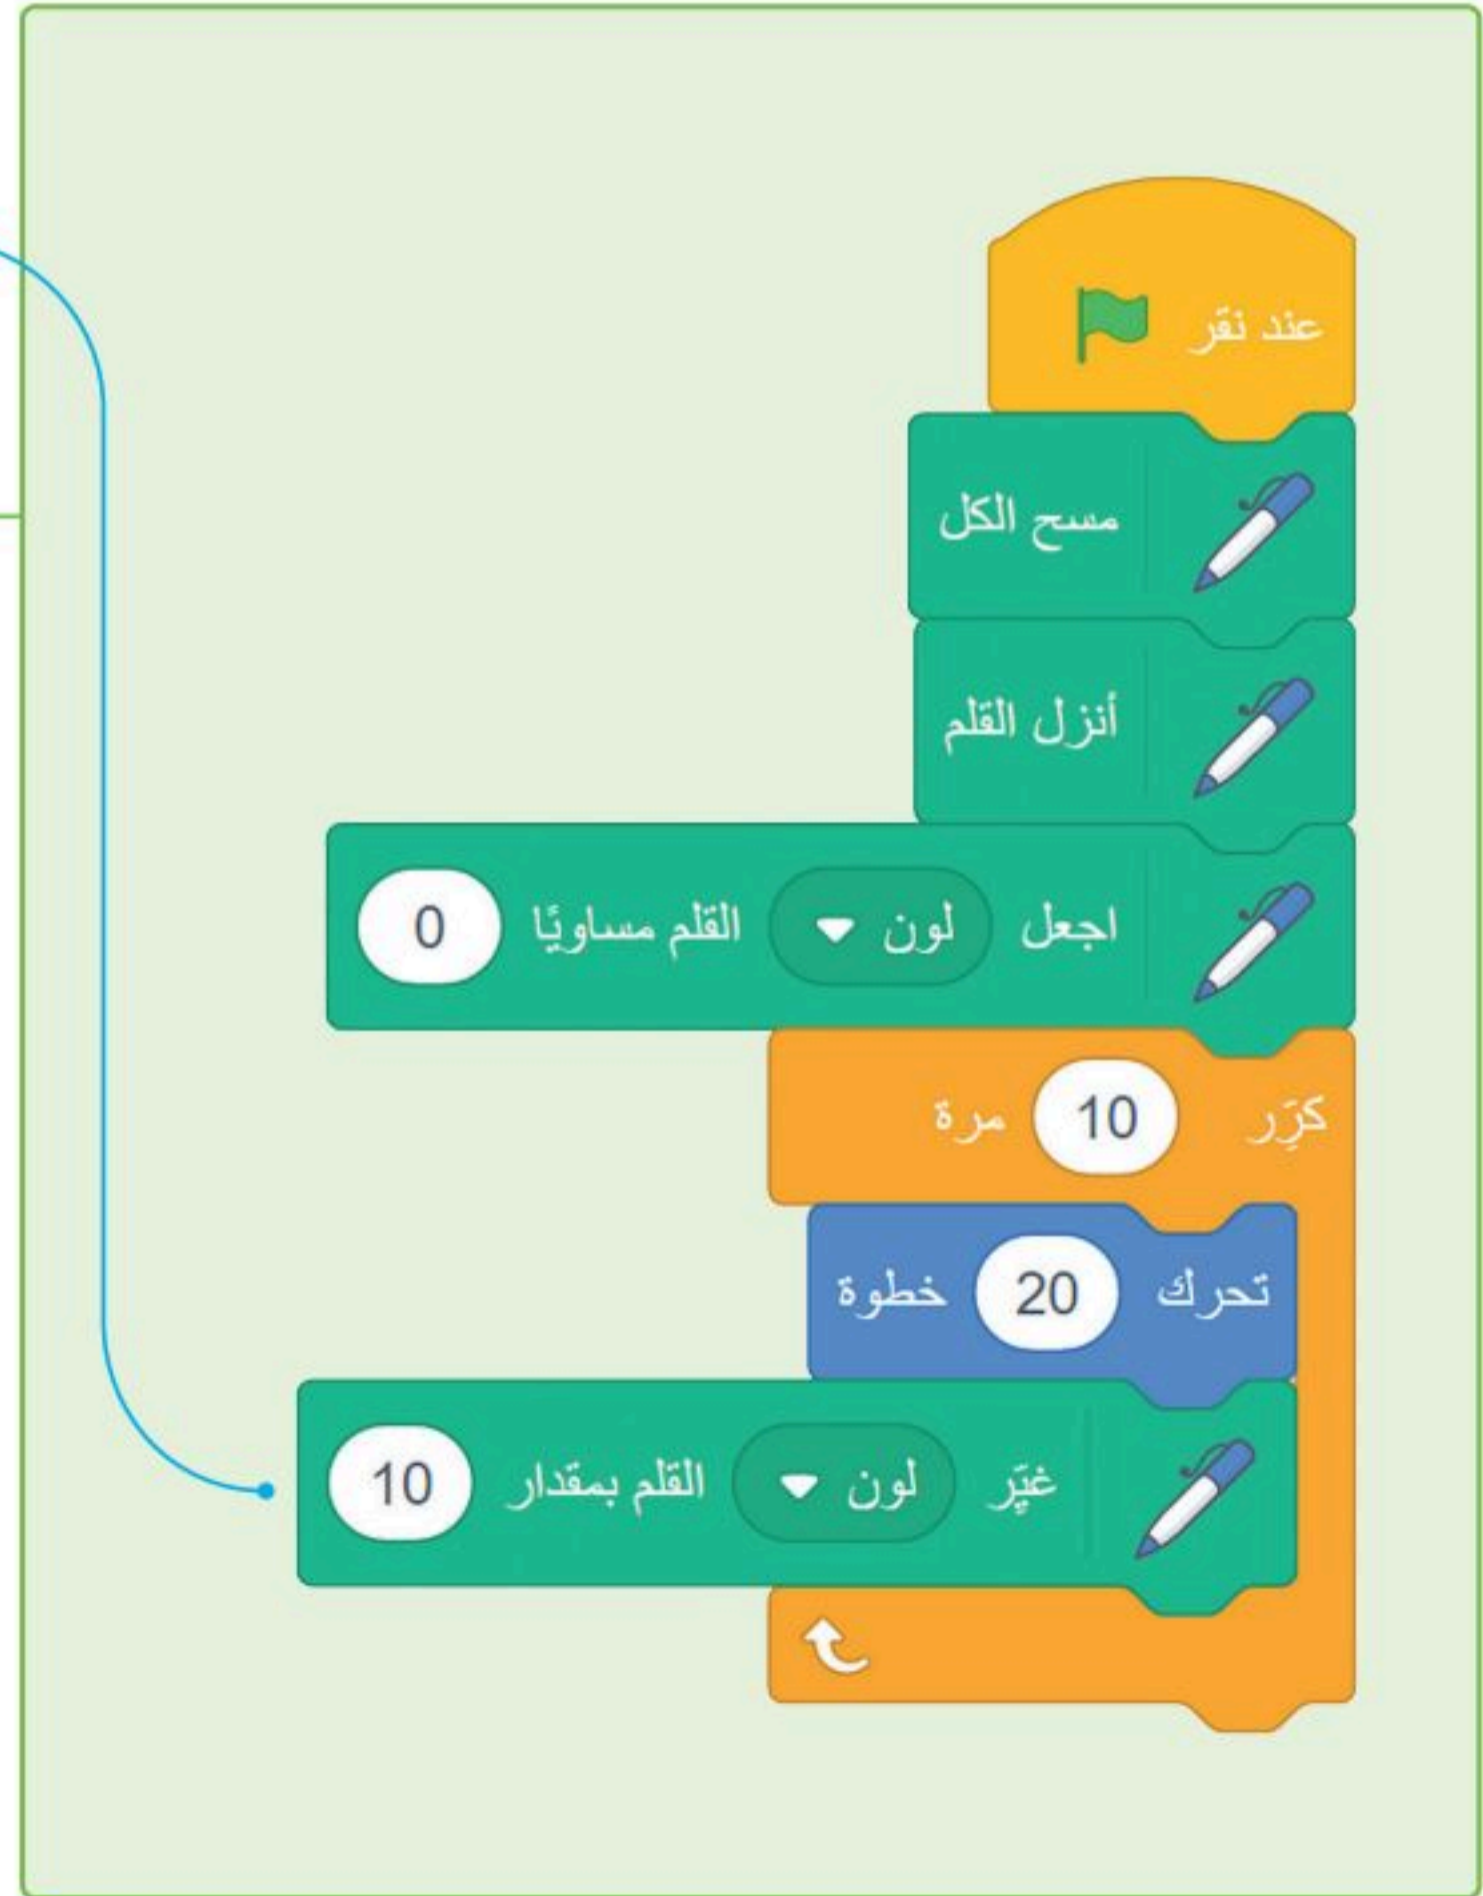 عند نقر
مسح الكل
أنزل القلم
اجعل لون القلم مساويًا 0
كرِّر 10 مرة
تحرك 20 خطوة
غيِّر لون القلم بمقدار 10